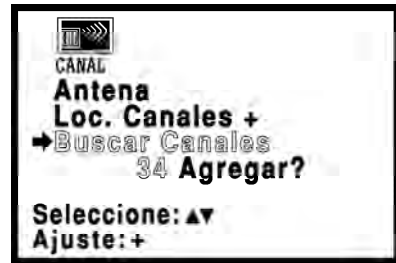 CANAL
Antena
Loc. Canales +
➡Buscar Canales
34 Agregar?
Seleccione:▲▼
Ajuste:+